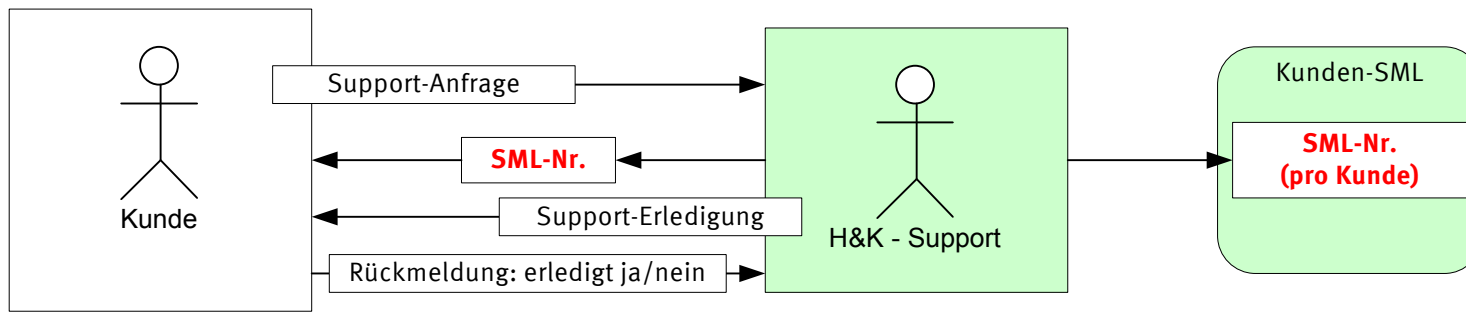 Kunde
Support-Anfrage
SML-Nr.
Support-Erledigung
Rückmeldung: erledigt ja/nein
H&K - Support
Kunden-SML
SML-Nr.
(pro Kunde)